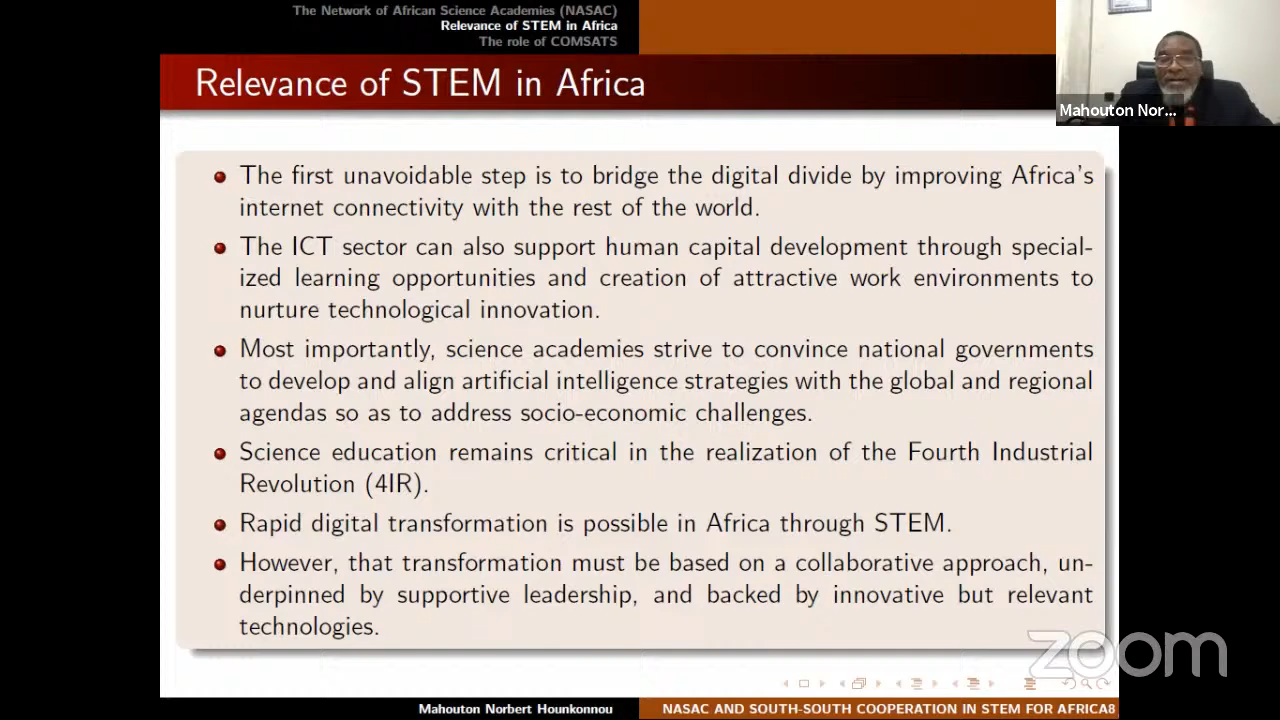 The Network of African Science Academies (NASAC)
Relevance of STEM in Africa
The role of COMSATS
Relevance of STEM in Africa
Mahouton Nor...
The first unavoidable step is to bridge the digital divide by improving Africa's
internet connectivity with the rest of the world.
The ICT sector can also support human capital development through special-
ized learning opportunities and creation of attractive work environments to
nurture technological innovation.
Most importantly, science academies strive to convince national governments
to develop and align artificial intelligence strategies with the global and regional
agendas so as to address socio-economic challenges.
Science education remains critical in the realization of the Fourth Industrial
Revolution (4IR).
Rapid digital transformation is possible in Africa through STEM.
However, that transformation must be based on a collaborative approach, un-
derpinned by supportive leadership, and backed by innovative but relevant
technologies.
zoom
Mahouton Norbert Hounkonnou
NASAC AND SOUTH-SOUTH COOPERATION IN STEM FOR AFRICA8